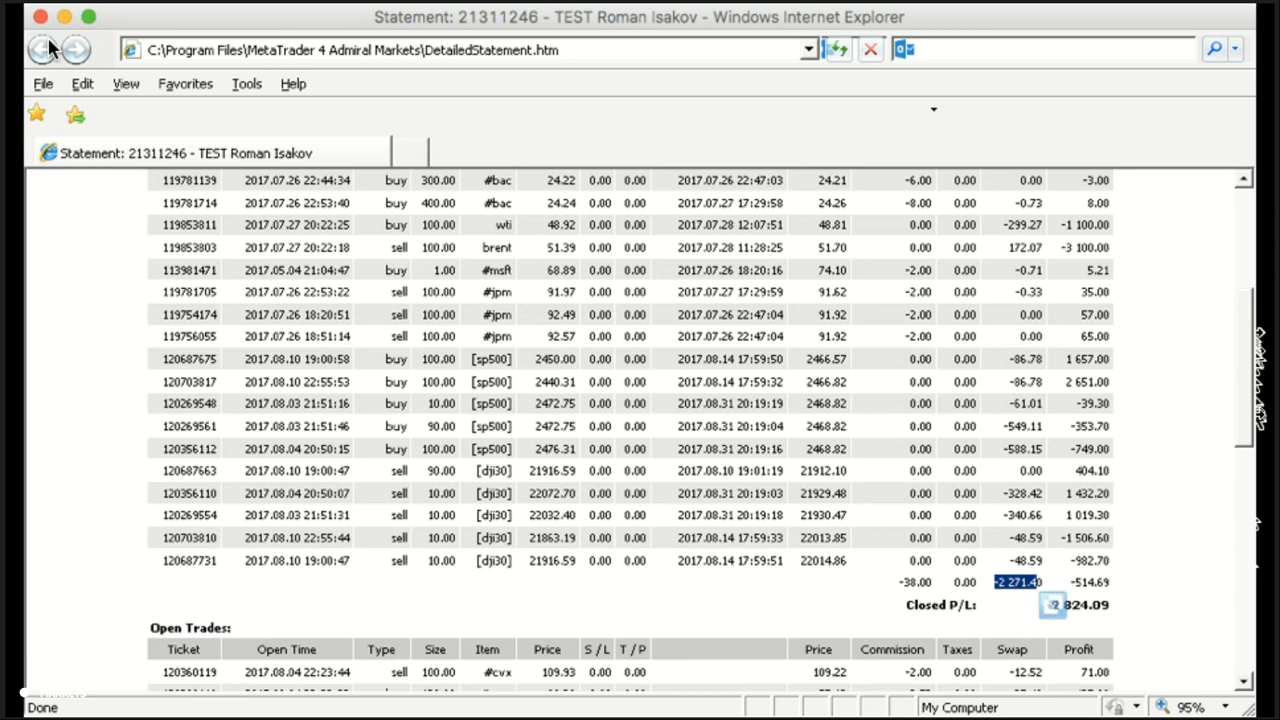 Statement: 21311246 - TEST Roman Isakov - Windows Internet Explorer
C:\Program Files\MetaTrader 4 Admiral Markets\DetailedStatement.htm
File Edit View Favorites Tools Help
Statement: 21311246 - TEST Roman Isakov
119781139 2017.07.26 22:44:34 buy 300.00 #bac 24.22 0.00 0.00 2017.07.26 22:47:03 24.21 -6.00 0.00 0.00 -3.00
119781714 2017.07.26 22:53:40 buy 400.00 #bac 24.24 0.00 0.00 2017.07.27 17:29:58 24.26 -8.00 0.00 -0.73 8.00
119853811 2017.07.27 20:22:25 buy 100.00 wti 48.92 0.00 0.00 2017.07.28 12:07:51 48.81 0.00 0.00 -299.27 -1 100.00
119853803 2017.07.27 20:22:18 sell 100.00 brent 51.39 0.00 0.00 2017.07.28 11:28:25 51.70 0.00 0.00 172.07 -3 100.00
113981471 2017.05.04 21:04:47 buy 1.00 #msft 68.89 0.00 0.00 2017.07.26 18:20:16 74.10 -2.00 0.00 -0.71 5.21
119781705 2017.07.26 22:53:22 sell 100.00 #jpm 91.97 0.00 0.00 2017.07.27 17:29:59 91.62 -2.00 0.00 -0.33 35.00
119754174 2017.07.26 18:20:51 sell 100.00 #jpm 92.49 0.00 0.00 2017.07.26 22:47:04 91.92 -2.00 0.00 0.00 57.00
119756055 2017.07.26 18:51:14 sell 100.00 #jpm 92.57 0.00 0.00 2017.07.26 22:47:04 91.92 -2.00 0.00 0.00 65.00
120687675 2017.08.10 19:00:58 buy 100.00 [sp500] 2450.00 0.00 0.00 2017.08.14 17:59:50 2466.57 0.00 0.00 -86.78 1 657.00
120703817 2017.08.10 22:55:53 buy 100.00 [sp500] 2440.31 0.00 0.00 2017.08.14 17:59:32 2466.82 0.00 0.00 -86.78 2 651.00
120269548 2017.08.03 21:51:16 buy 10.00 [sp500] 2472.75 0.00 0.00 2017.08.31 20:19:19 2468.82 0.00 0.00 -61.01 -39.30
120269561 2017.08.03 21:51:46 buy 90.00 [sp500] 2472.75 0.00 0.00 2017.08.31 20:19:04 2468.82 0.00 0.00 -549.11 -353.70
120356112 2017.08.04 20:50:15 buy 100.00 [sp500] 2476.31 0.00 0.00 2017.08.31 20:19:16 2468.82 0.00 0.00 -588.15 -749.00
120687663 2017.08.10 19:00:47 sell 90.00 [dji30] 21916.59 0.00 0.00 2017.08.10 19:01:19 21912.10 0.00 0.00 0.00 404.10
120356110 2017.08.04 20:50:07 sell 10.00 [dji30] 22072.70 0.00 0.00 2017.08.31 20:19:03 21929.48 0.00 0.00 -328.42 1 432.20
120269554 2017.08.03 21:51:31 sell 10.00 [dji30] 22032.40 0.00 0.00 2017.08.31 20:19:18 21930.47 0.00 0.00 -340.66 1 019.30
120703810 2017.08.10 22:55:44 sell 10.00 [dji30] 21863.19 0.00 0.00 2017.08.14 17:59:33 22013.85 0.00 0.00 -48.59 -1 506.60
120687731 2017.08.10 19:00:47 sell 10.00 [dji30] 21916.59 0.00 0.00 2017.08.14 17:59:51 22014.86 0.00 0.00 -48.59 -982.70
-38.00 0.00 -2 271.40 -514.69
Closed P/L: 824.09
Open Trades:
Ticket Open Time Type Size Item Price S / L T / P Price Commission Taxes Swap Profit
120360119 2017.08.04 22:23:44 sell 100.00 #cvx 109.93 0.00 0.00 109.22 -2.00 0.00 -12.52 71.00
Done My Computer 95%